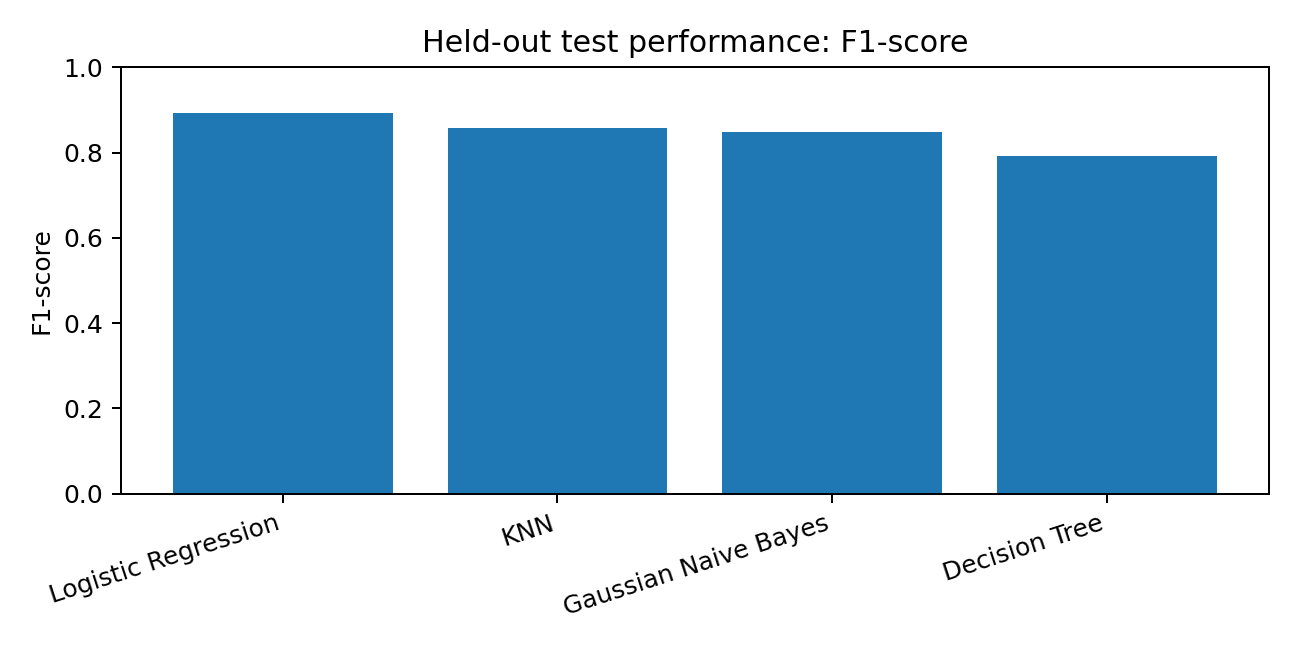 Held-out test performance: F1-score
F1-score
1.0
0.8
0.6
0.4
0.2
0.0
Logistic Regression
KNN
Gaussian Naive Bayes
Decision Tree